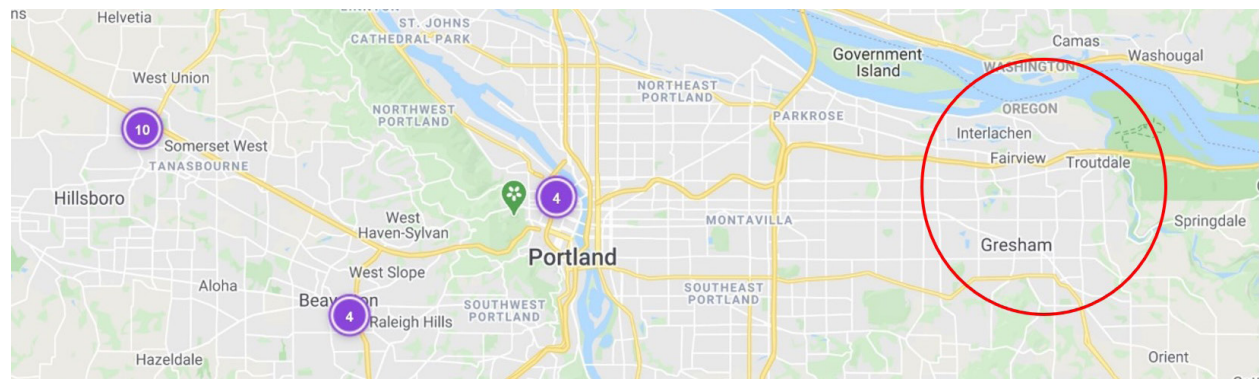 ns
Helvetia
ST. JOHNS
CATHEDRAL PARK
Camas
Washougal
Government
Island
WASHINGTON
West Union
NORTHEAST
PORTLAND
OREGON
NORTHWEST
PORTLAND
PARKROSE
10
Interlachen
Somerset West
Fairview
Troutdale
TANASBOURNE
Hillsboro
4
West
Haven-Sylvan
MONTAVILLA
Springdale
Gresham
Portland
West Slope
Aloha
SOUTHEAST
PORTLAND
SOUTHWEST
PORTLAND
4
Raleigh Hills
Hazeldale
Orient